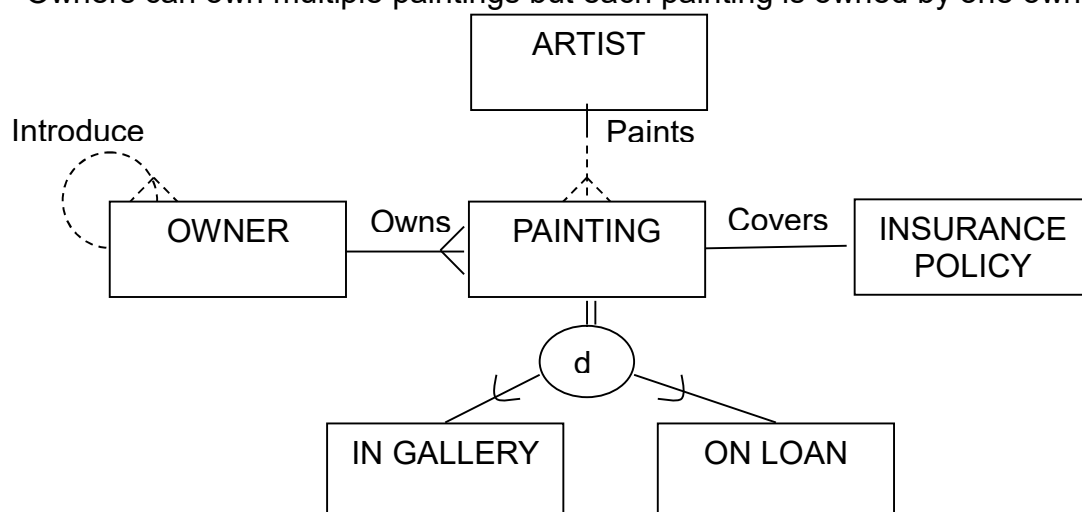 Owners can own multiple paintings but each painting is owned by one own
ARTIST
Introduce
Paints
OWNER
Owns
PAINTING
Covers
INSURANCE
POLICY
d
IN GALLERY
ON LOAN